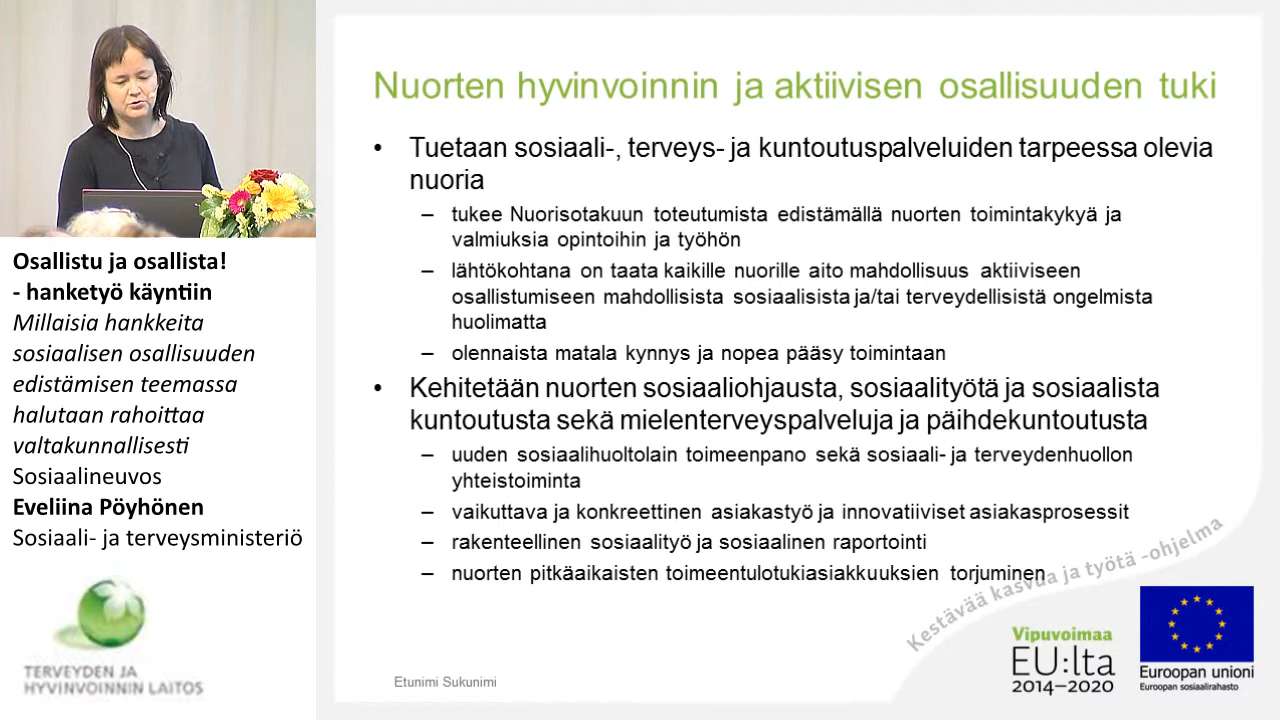 Osallistu ja osallista!
- hanketyö käyntiin
Millaisia hankkeita
sosiaalisen osallisuuden
edistämisen teemassa
halutaan rahoittaa
valtakunnallisesti
Sosiaalineuvos
Eveliina Pöyhönen
Sosiaali- ja terveysministeriö
TERVEYDEN JA
HYVINVOINNIN LAITOS
Nuorten hyvinvoinnin ja aktiivisen osallisuuden tuki
• Tuetaan sosiaali-, terveys- ja kuntoutuspalveluiden tarpeessa olevia
nuoria
– tukee Nuorisotakuun toteutumista edistämällä nuorten toimintakykyä ja
valmiuksia opintoihin ja työhön
– lähtökohtana on taata kaikille nuorille aito mahdollisuus aktiiviseen
osallistumiseen mahdollisista sosiaalisista ja/tai terveydellisistä ongelmista
huolimatta
– olennaista matala kynnys ja nopea pääsy toimintaan
• Kehitetään nuorten sosiaaliohjausta, sosiaalityötä ja sosiaalista
kuntoutusta sekä mielenterveyspalveluja ja päihdekuntoutusta
– uuden sosiaalihuoltolain toimeenpano sekä sosiaali- ja terveydenhuollon
yhteistoiminta
– vaikuttava ja konkreettinen asiakastyö ja innovatiiviset asiakasprosessit
– rakenteellinen sosiaalityö ja sosiaalinen raportointi
– nuorten pitkäaikaisten toimeentulotukiasiakkuuksien torjuminen
Kestävää kasvua ja työtä -ohjelma
Vipuvoimaa
EU:lta
2014–2020
Euroopan unioni
Euroopan sosiaalirahasto
Etunimi Sukunimi